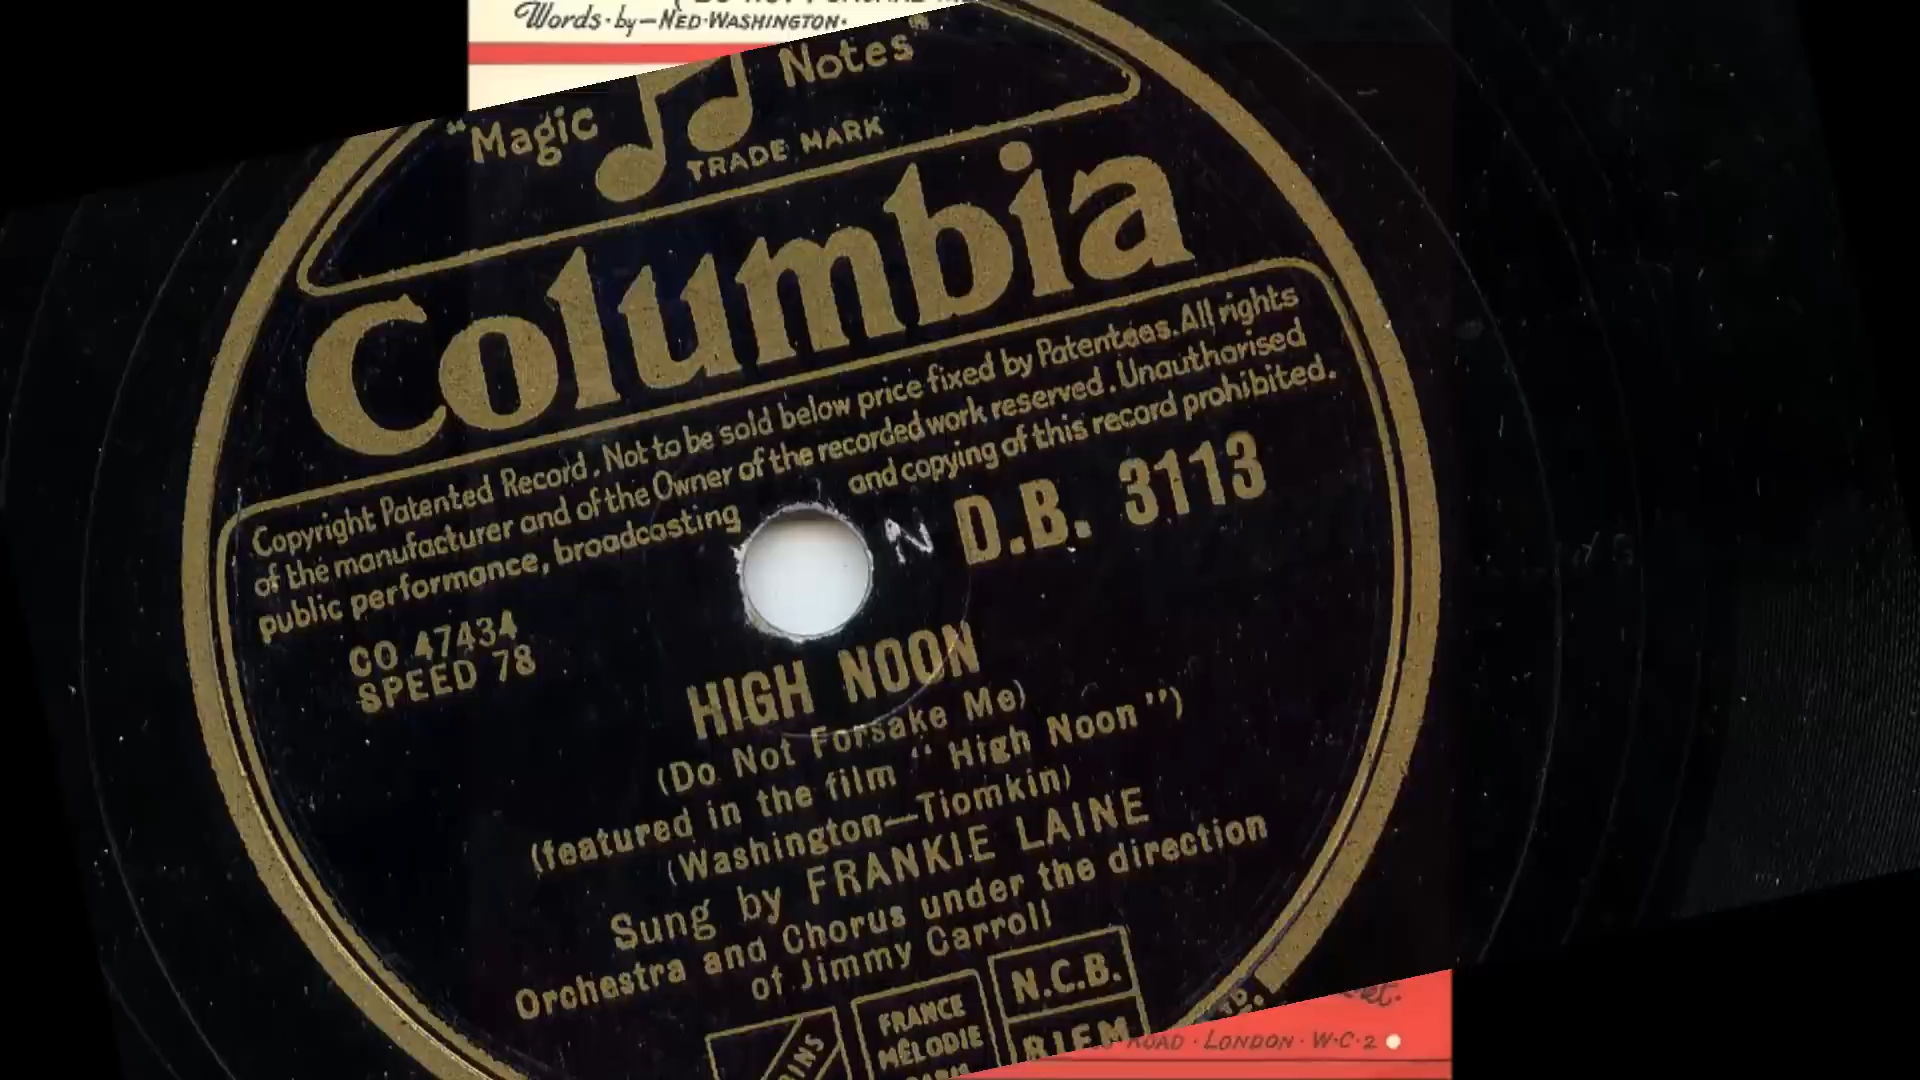 Words·by—NED·WASHINGTON·
"Magic Notes"
TRADE MARK
Columbia
Copyright Patented Record. Not to be sold below price fixed by Patentees. All rights
of the manufacturer and of the Owner of the recorded work reserved. Unauthorised
public performance, broadcasting and copying of this record prohibited.
N D.B. 3113
CO 47434
SPEED 78
HIGH NOON
(Do Not Forsake Me)
(featured in the film "High Noon")
(Washington—Tiomkin)
Sung by FRANKIE LAINE
Orchestra and Chorus under the direction
of Jimmy Carroll
N.C.B.
FRANCE
MÉLODIE
BIEM
ROAD · LONDON · W·C·2